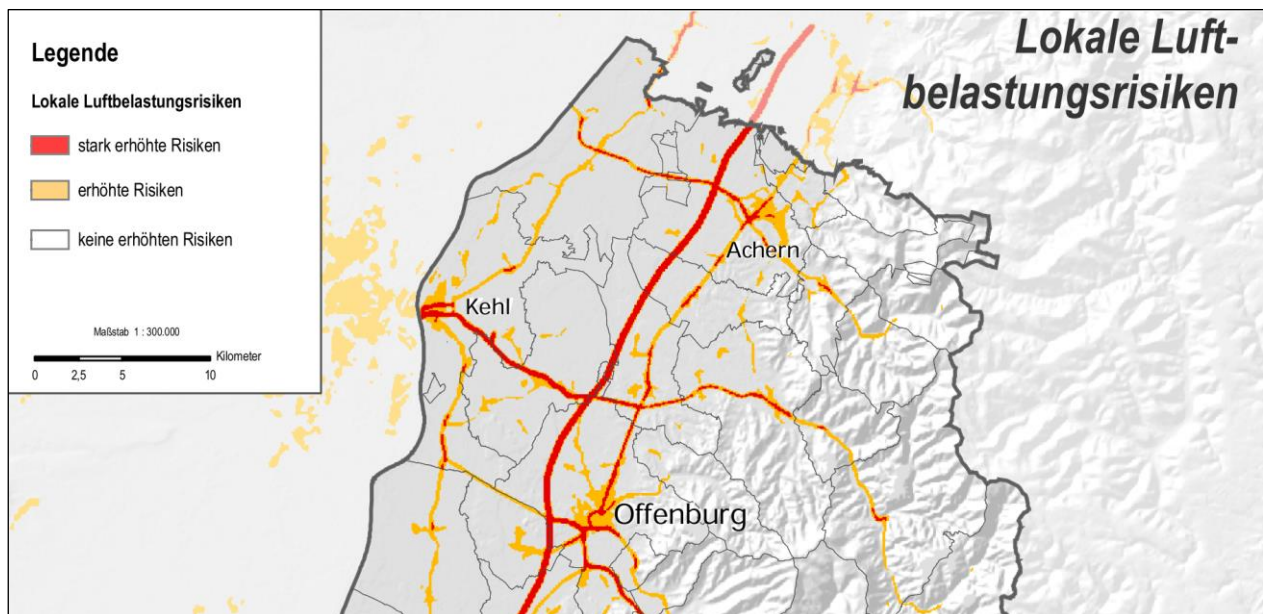 Legende
Lokale Luftbelastungsrisiken
stark erhöhte Risiken
erhöhte Risiken
keine erhöhten Risiken
Maßstab 1 : 300.000
Kilometer
0 2,5 5 10
Lokale Luft-
belastungsrisiken
Achern
Kehl
Offenburg